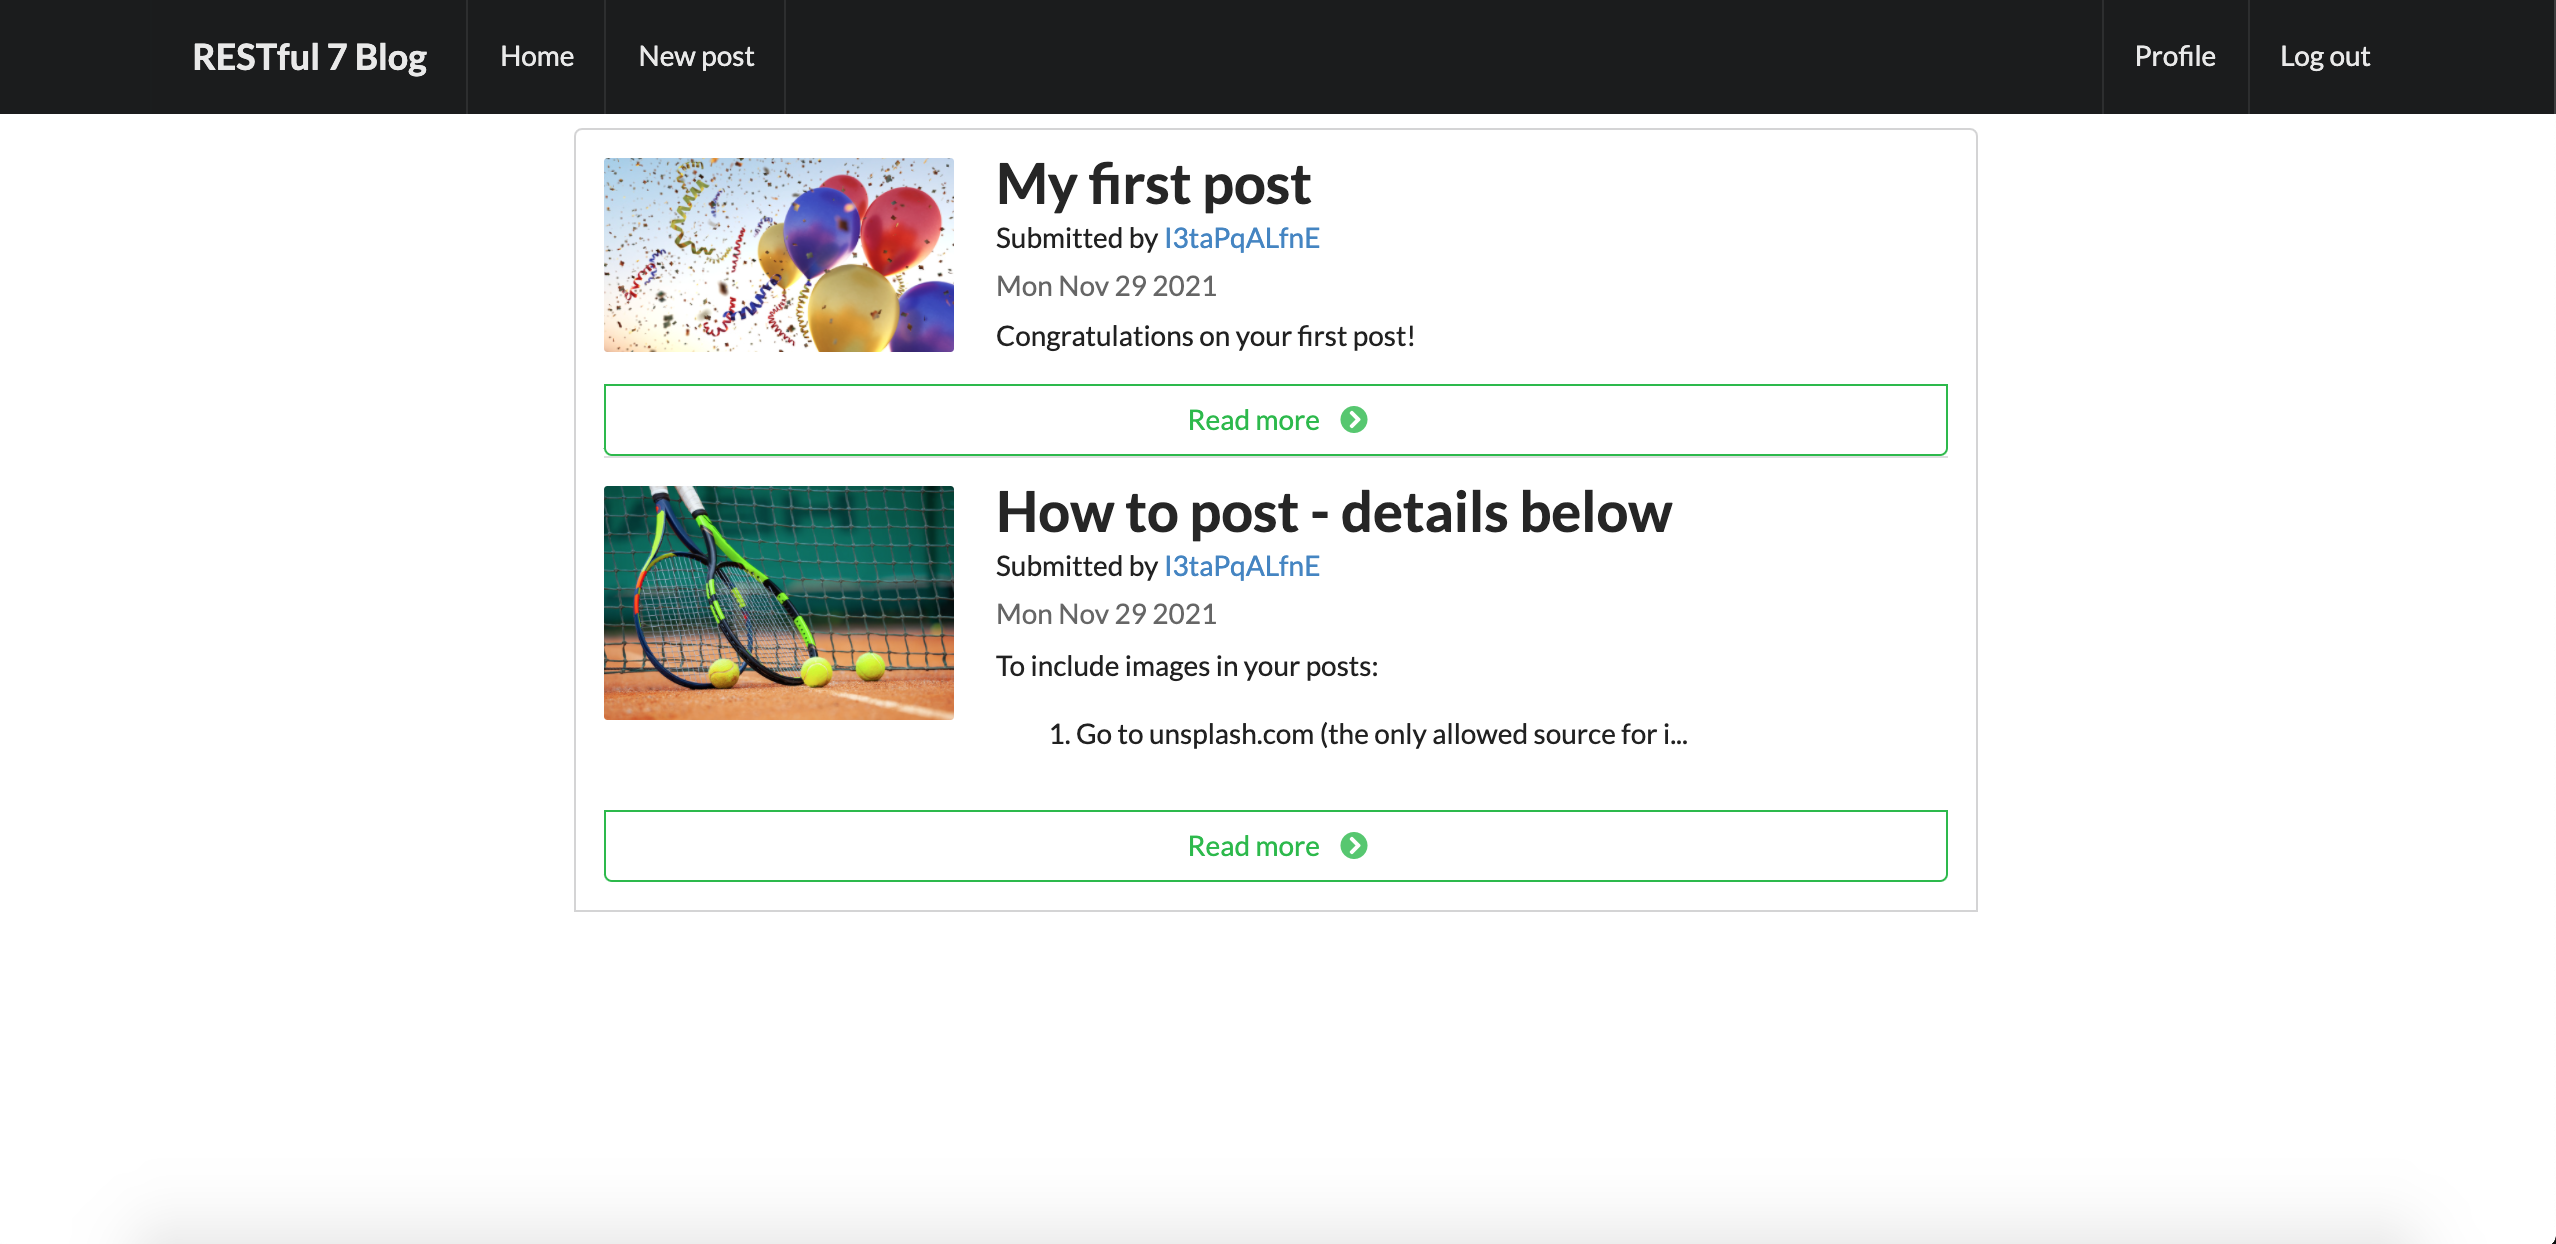 RESTful 7 Blog
Home
New post
Profile
Log out
My first post
Submitted by I3taPqALfnE
Mon Nov 29 2021
Congratulations on your first post!
Read more
How to post - details below
Submitted by I3taPqALfnE
Mon Nov 29 2021
To include images in your posts:
1. Go to unsplash.com (the only allowed source for i...
Read more